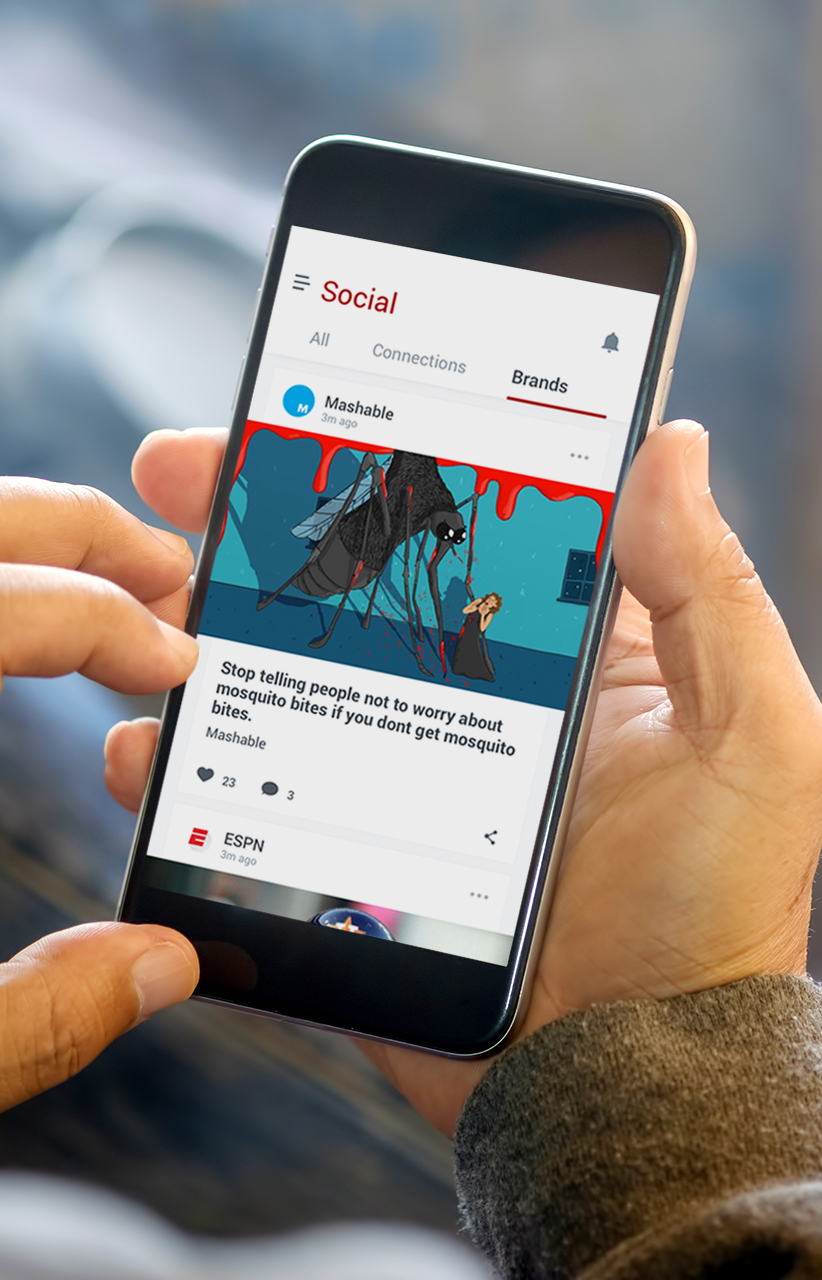 Social
All
Connections
Brands
M
Mashable
3m ago
Stop telling people not to worry about
mosquito bites if you dont get mosquito
bites.
Mashable
23
3
E
ESPN
3m ago